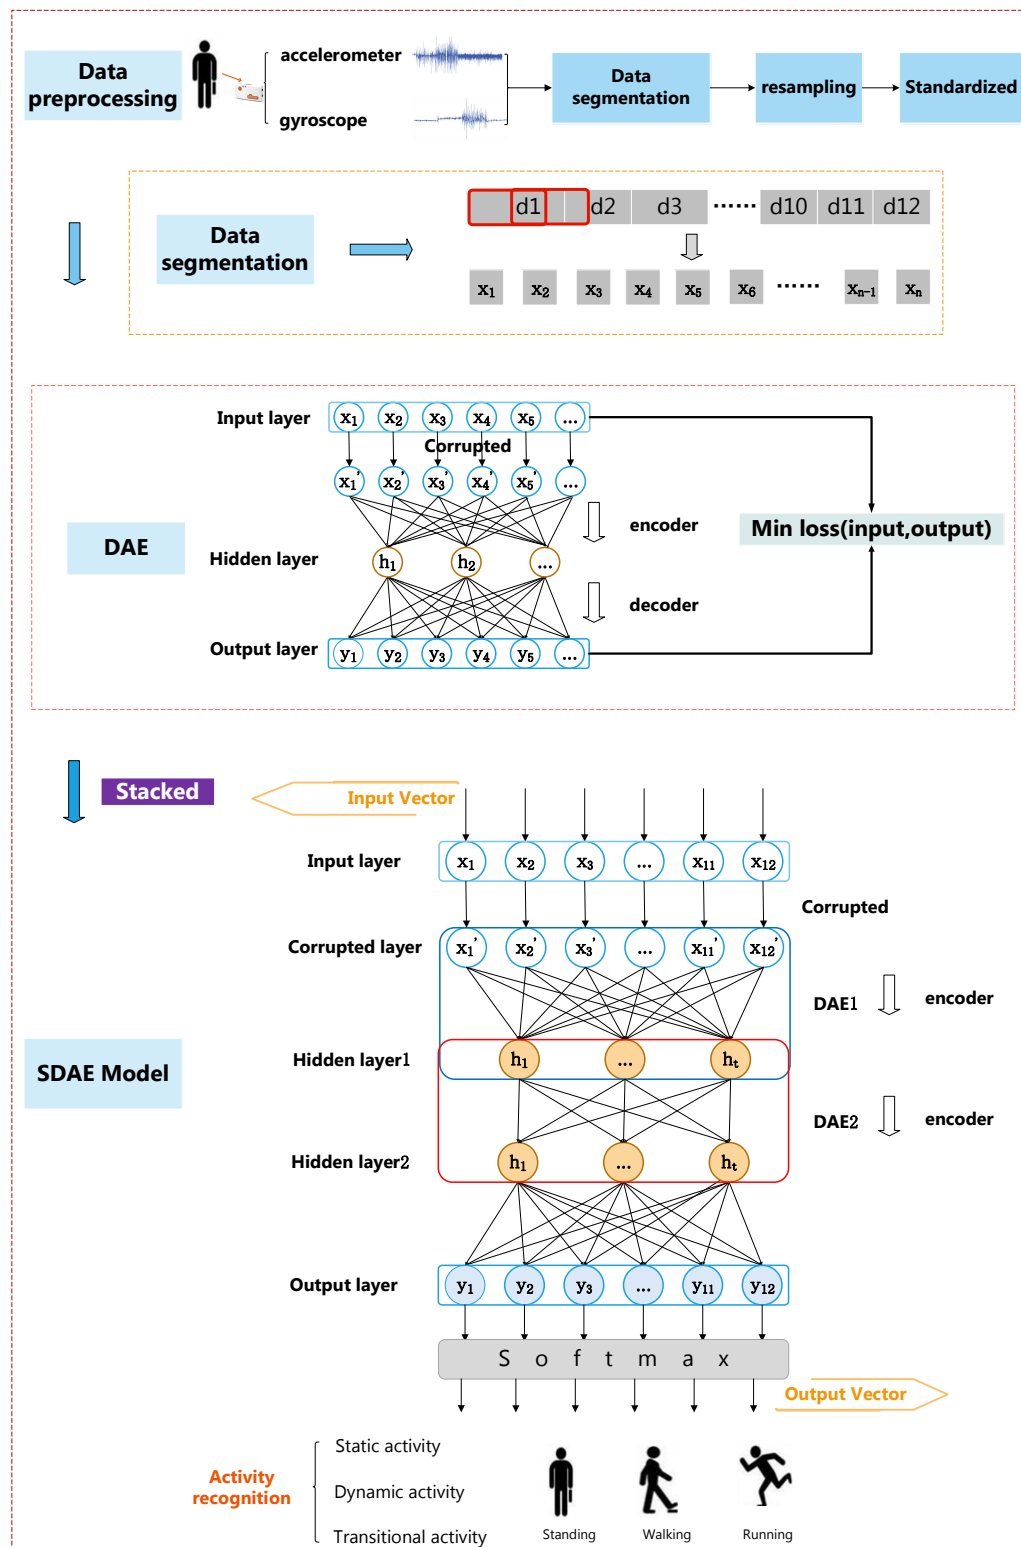 Data
preprocessing
accelerometer
gyroscope
Data
segmentation
resampling
Standardized
Data
segmentation
d1 d2 d3 ······ d10 d11 d12
x1 x2 x3 x4 x5 x6 ······ xn-1 xn
Input layer
x1 x2 x3 x4 x5 ...
Corrupted
x1' x2' x3' x4' x5' ...
encoder
Min loss(input,output)
DAE
Hidden layer
h1 h2 ...
decoder
Output layer
y1 y2 y3 y4 y5 ...
Stacked
Input Vector
Input layer
x1 x2 x3 ... x11 x12
Corrupted
Corrupted layer
x1' x2' x3' ... x11' x12'
DAE1
encoder
SDAE Model
Hidden layer1
h1 ... ht
DAE2
encoder
Hidden layer2
h1 ... ht
Output layer
y1 y2 y3 ... y11 y12
Softmax
Output Vector
Activity
recognition
Static activity
Dynamic activity
Transitional activity
Standing
Walking
Running